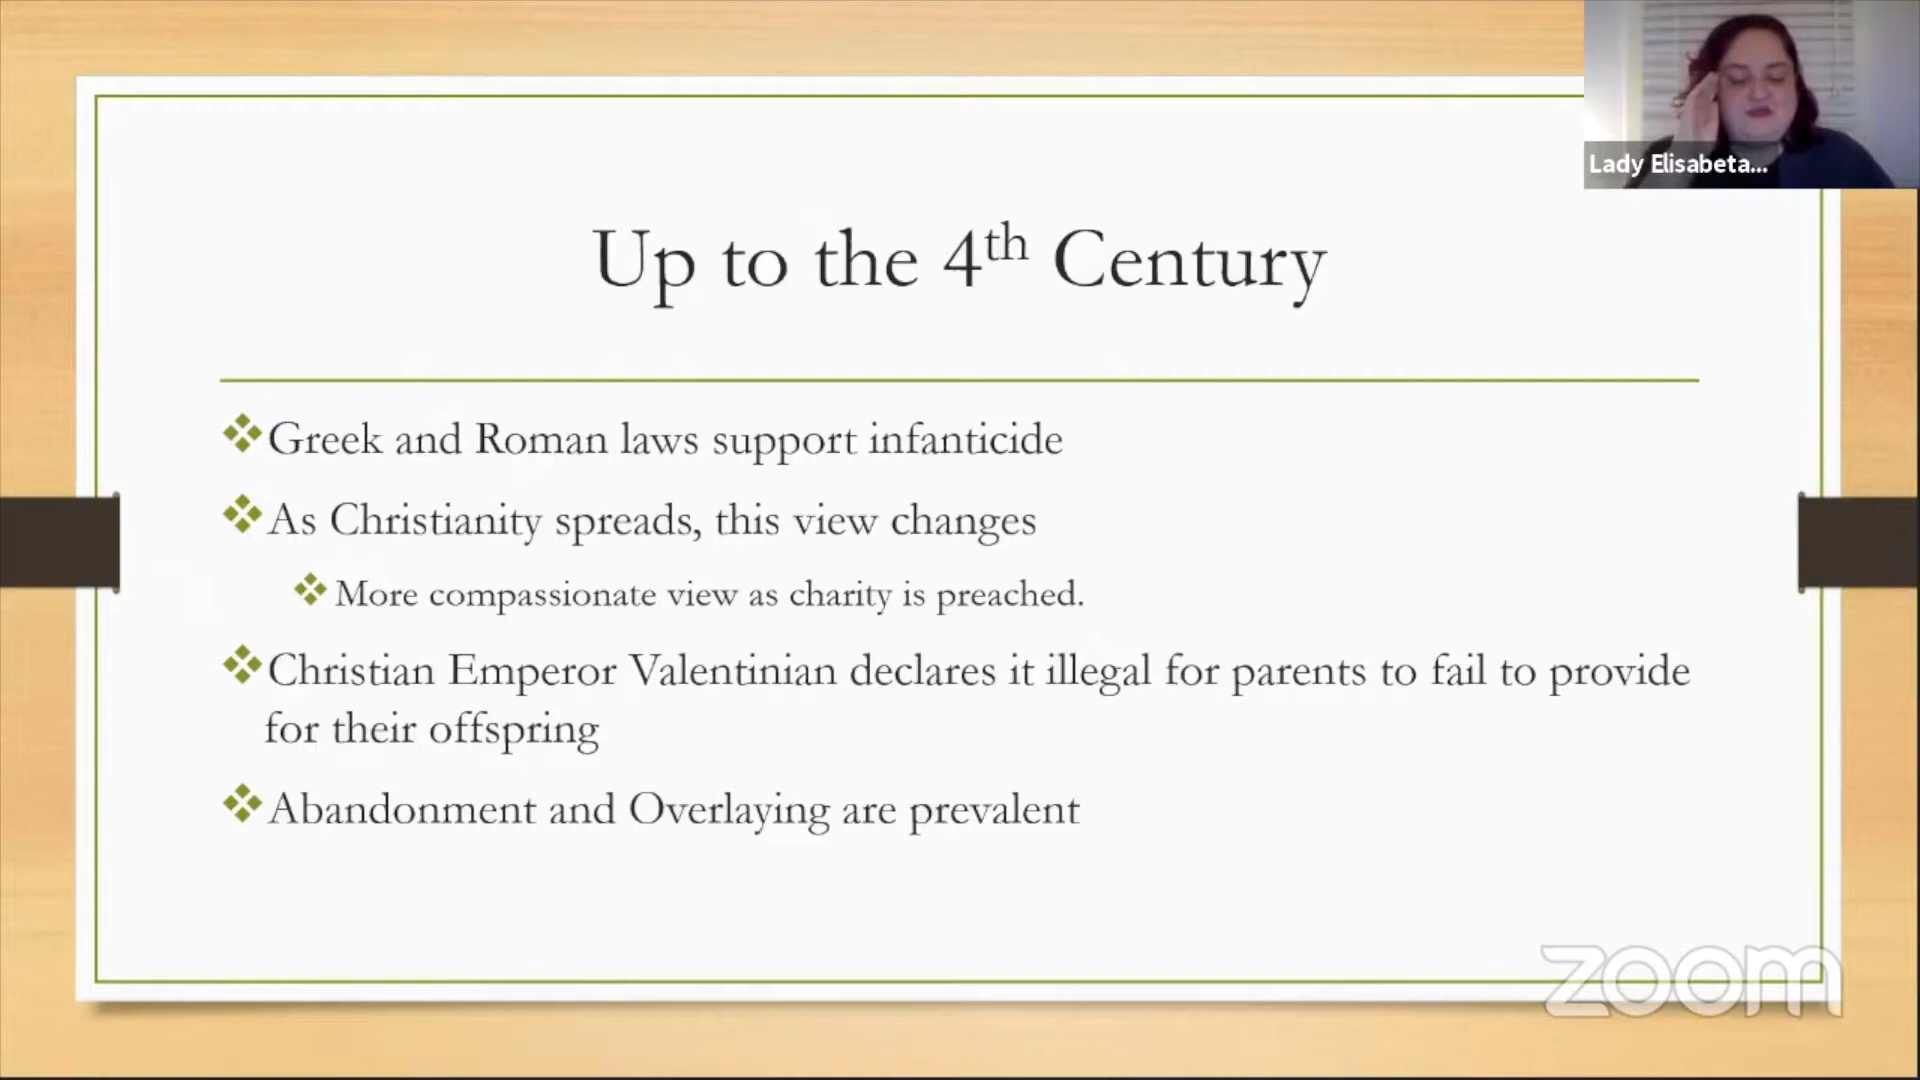 Lady Elisabeta...
Up to the 4th Century
Greek and Roman laws support infanticide
As Christianity spreads, this view changes
More compassionate view as charity is preached.
Christian Emperor Valentinian declares it illegal for parents to fail to provide
for their offspring
Abandonment and Overlaying are prevalent
zoom